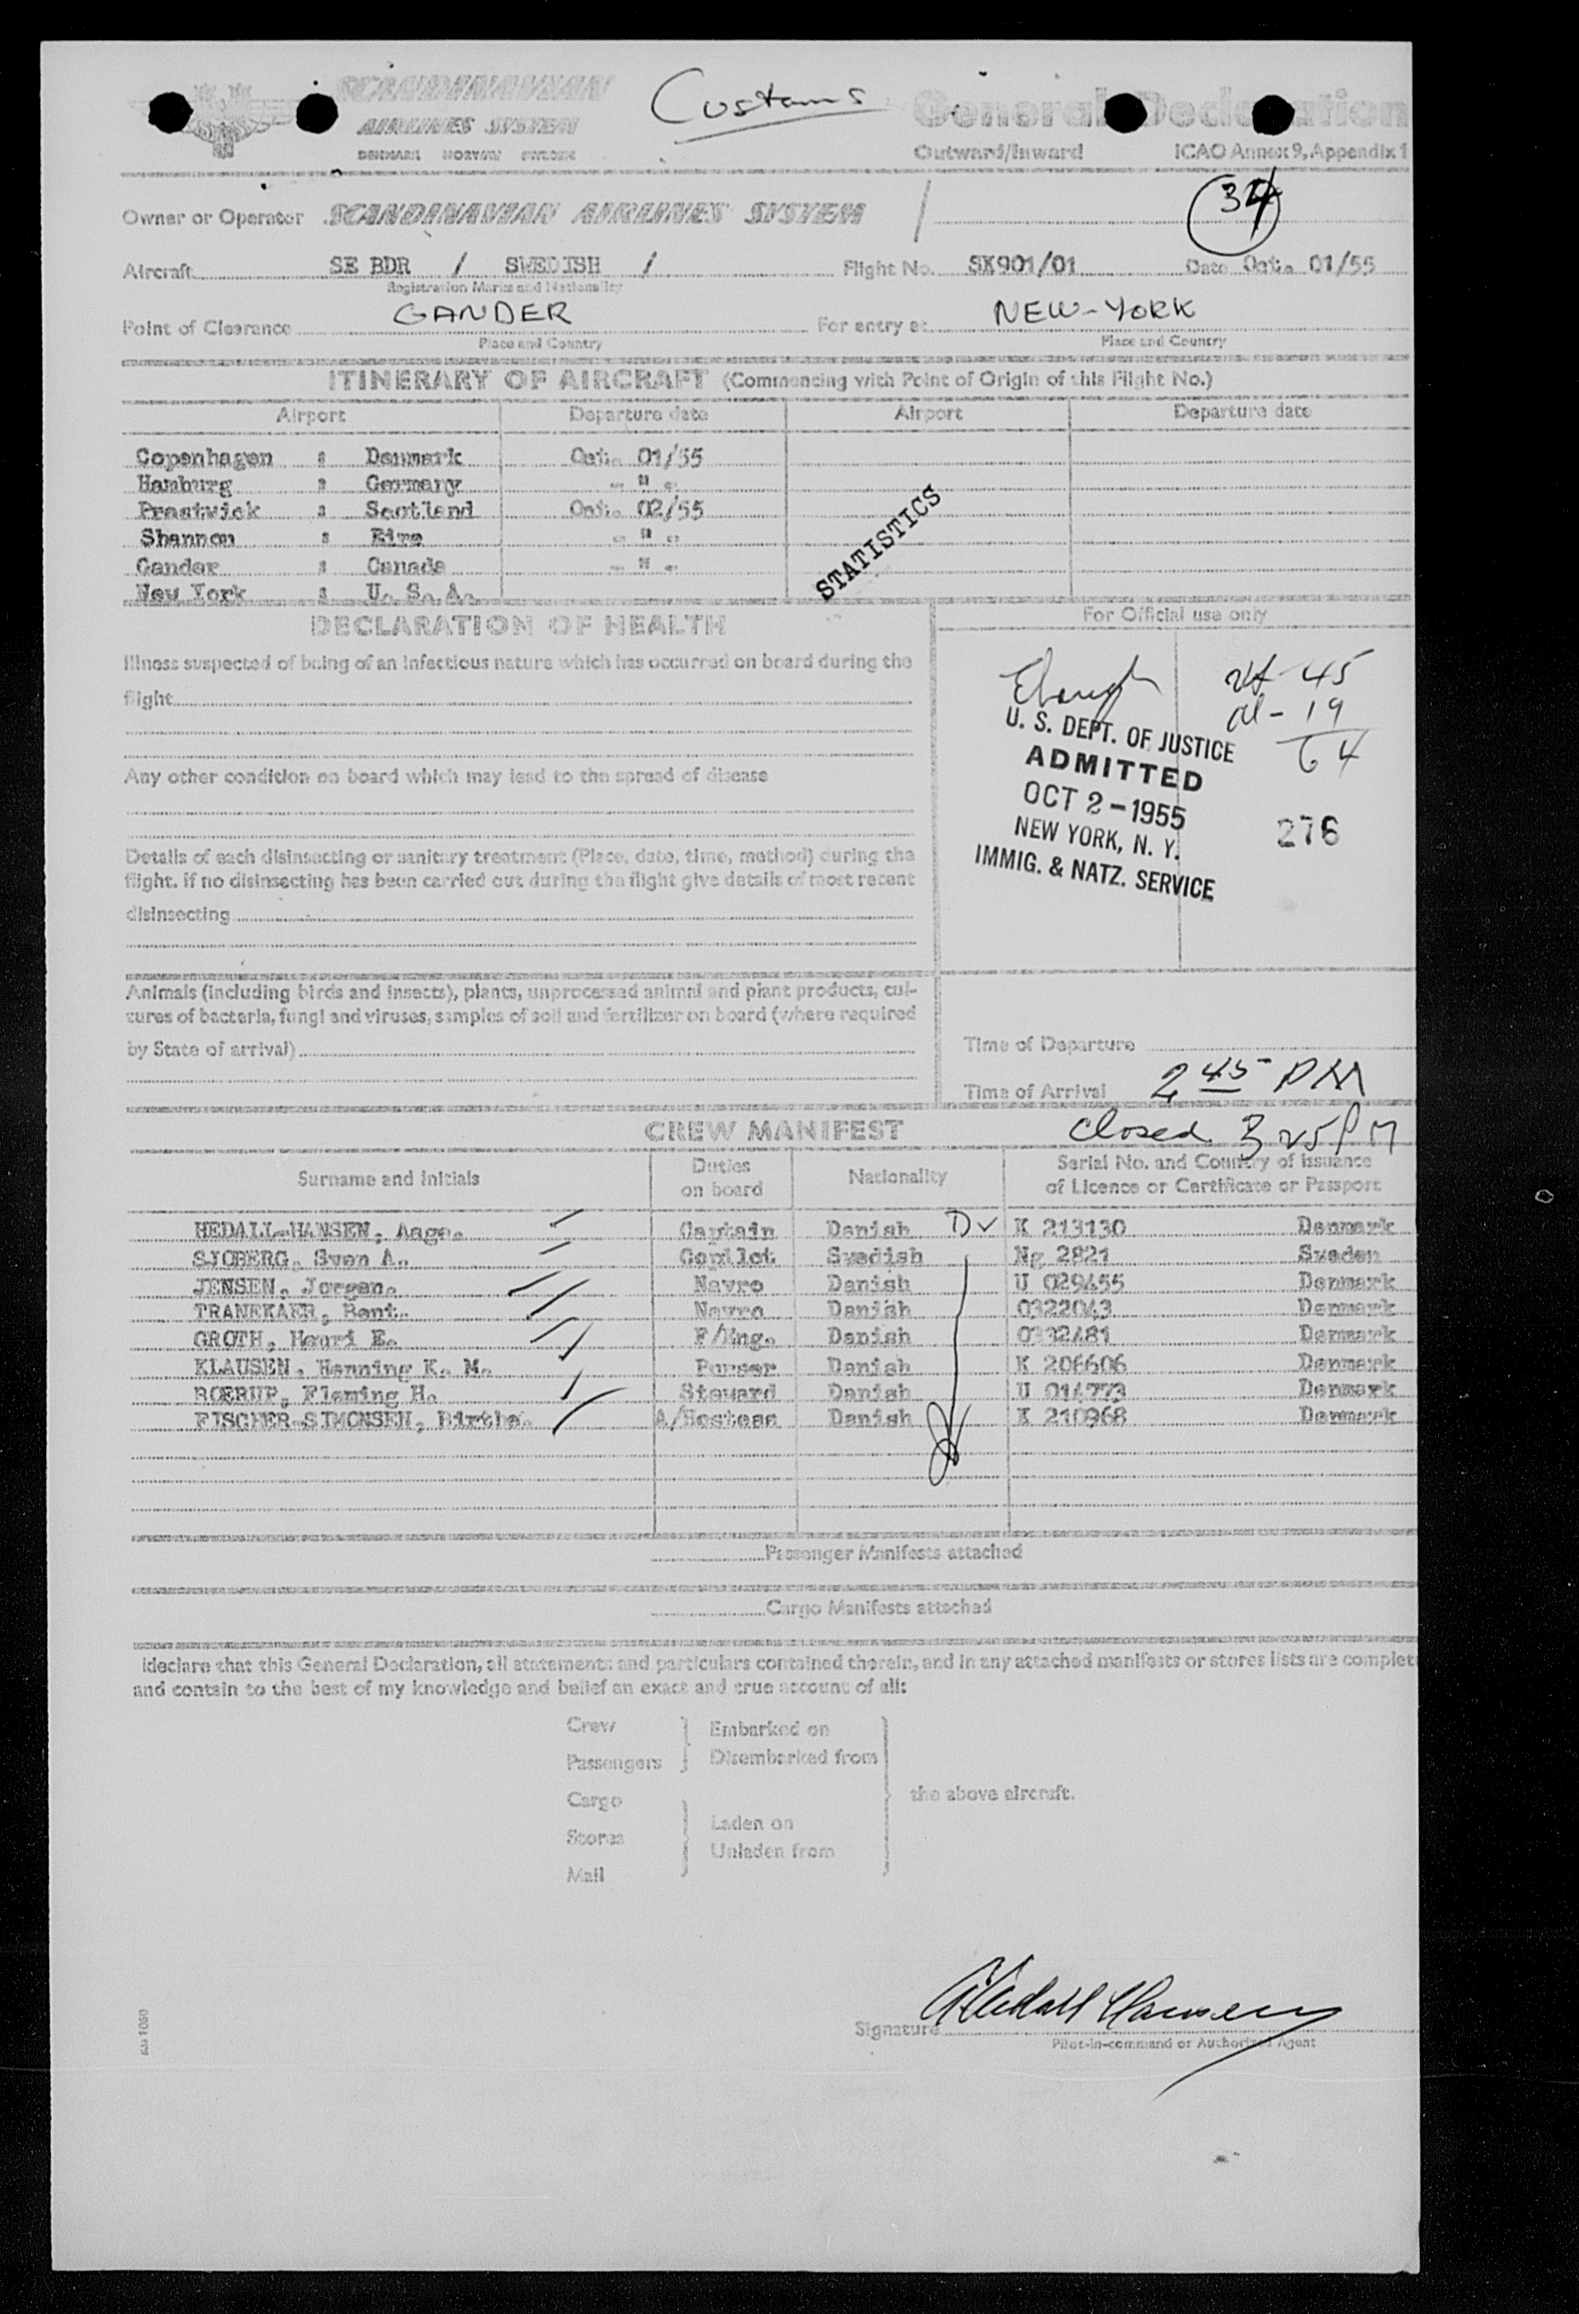 SCANDINAVIAN
AIRLINES SYSTEM
DENMARK NORWAY SWEDEN
Customs
General Declaration
Outward/Inward ICAO Annex 9, Appendix 1
34
Owner or Operator SCANDINAVIAN AIRLINES SYSTEM
Aircraft SE BDR / SWEDISH / Flight No. SK901/01 Date Oct. 01/55
Registration Marks and Nationality
Point of Clearance GANDER For entry at NEW-YORK
Place and Country Place and Country
ITINERARY OF AIRCRAFT (Commencing with Point of Origin of this Flight No.)
Airport Departure date Airport Departure date
Copenhagen : Denmark Oct. 01/55
Hamburg : Germany - " -
Prestwick : Scotland Oct. 02/55
Shannon : Eire - " -
Gander : Canada - " -
New York : U. S. A.
STATISTICS
DECLARATION OF HEALTH
For Official use only
Illness suspected of being of an infectious nature which has occurred on board during the
flight
Any other condition on board which may lead to the spread of disease
Details of each disinsecting or sanitary treatment (Place, date, time, method) during the
flight. If no disinsecting has been carried out during the flight give details of most recent
disinsecting
45
al - 19
64
U. S. DEPT. OF JUSTICE
ADMITTED
OCT 2 - 1955
NEW YORK, N. Y.
IMMIG. & NATZ. SERVICE
276
Animals (including birds and insects), plants, unprocessed animal and plant products, cul-
tures of bacteria, fungi and viruses, samples of soil and fertilizer on board (where required
by State of arrival)
Time of Departure
Time of Arrival 2 45 PM
closed 3 25 PM
CREW MANIFEST
Surname and initials Duties on board Nationality Serial No. and Country of issuance of Licence or Certificate or Passport
HEDALL-HANSEN, Aage. Captain Danish D K 213130 Denmark
SJOBERG, Sven A. Copilot Swedish Ng 2821 Sweden
JENSEN, Jorgen. Navro Danish U 029455 Denmark
TRANEKAER, Bent. Navro Danish 0322043 Denmark
GROTH, Henri E. F/Eng. Danish 0332481 Denmark
KLAUSEN, Henning K. M. Purser Danish K 206606 Denmark
ROERUP, Fleming H. Steward Danish U 014773 Denmark
FISCHER-SIMONSEN, Birthe. A/Hostess Danish K 210968 Denmark
Passenger Manifests attached
Cargo Manifests attached
I declare that this General Declaration, all statements and particulars contained therein, and in any attached manifests or stores lists are complet
and contain to the best of my knowledge and belief an exact and true account of all:
Crew
Passengers
Embarked on
Disembarked from
Cargo
Stores
Mail
Laden on
Unladen from
the above aircraft.
AHedall Hansen
Signature
Pilot-in-command or Authorized Agent